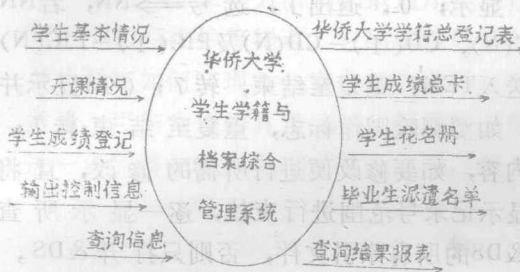 学生基本情况
开课情况
学生成绩登记
输出控制信息
查询信息
华侨大学
学生学籍与
档案综合
管理系统
华侨大学学籍总登记表
学生成绩总卡
学生花名册
毕业生派遣名单
查询结果报表